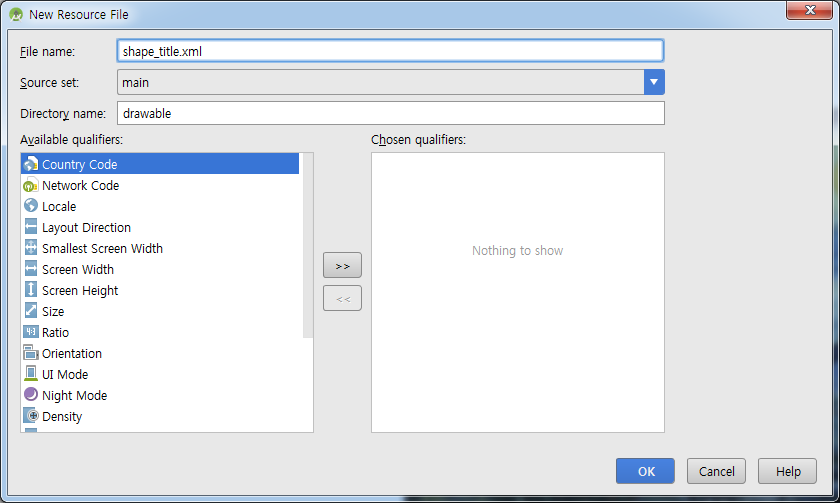 New Resource File
File name:
shape_title.xml
Source set:
main
Directory name:
drawable
Available qualifiers:
Chosen qualifiers:
Country Code
Network Code
Locale
Layout Direction
Smallest Screen Width
Screen Width
Screen Height
Size
Ratio
Orientation
UI Mode
Night Mode
Density
>>
<<
Nothing to show
OK
Cancel
Help